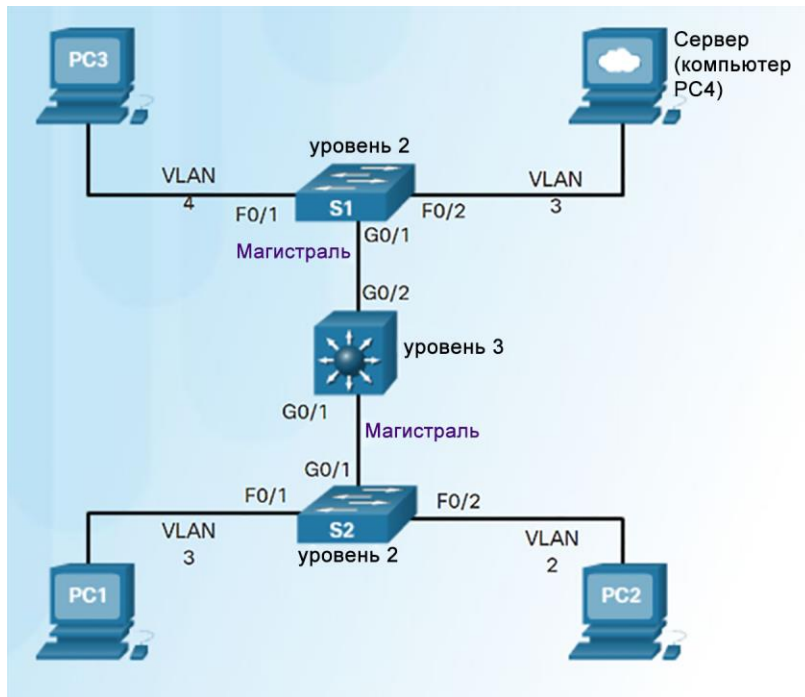 PC3
Сервер
(компьютер
PC4)
уровень 2
VLAN
4
F0/1
S1
F0/2
VLAN
3
G0/1
Магистраль
G0/2
уровень 3
G0/1
Магистраль
G0/1
F0/1
S2
F0/2
VLAN
3
уровень 2
VLAN
2
PC1
PC2